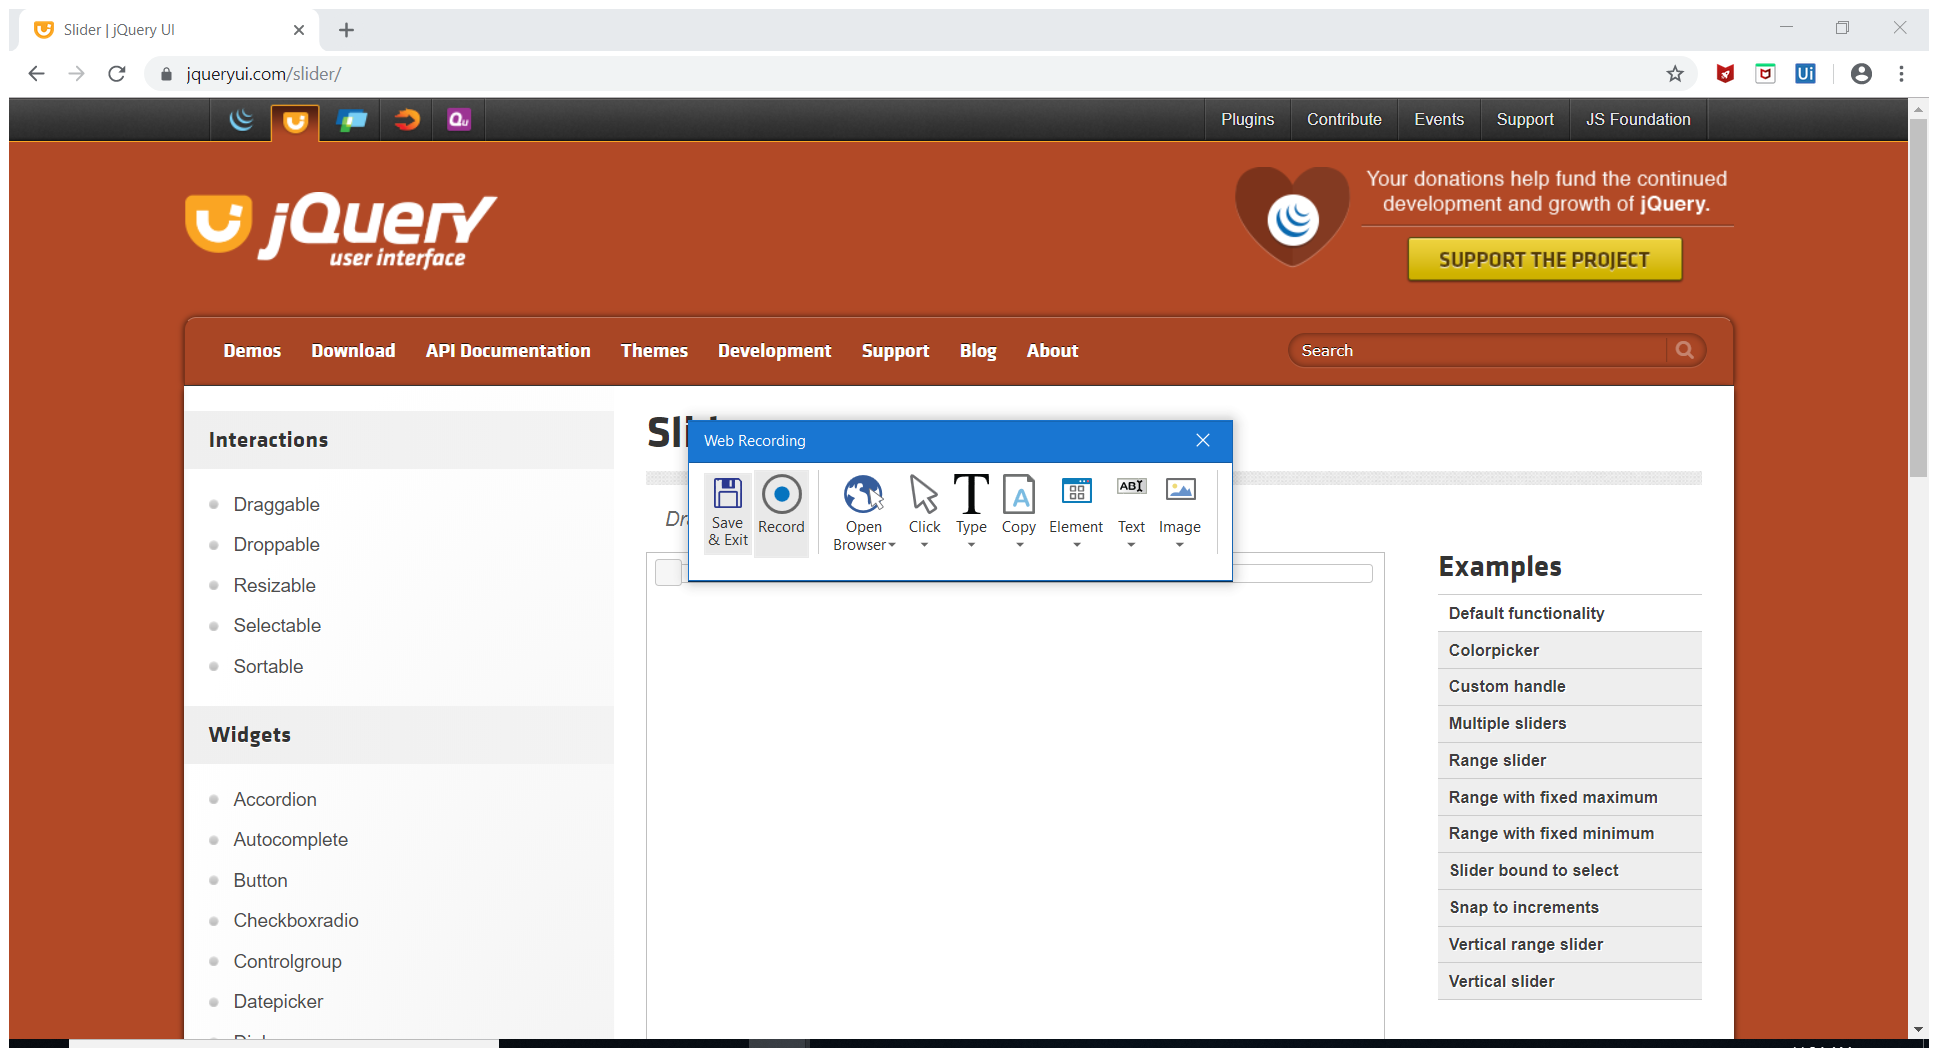 Slider | jQuery UI
jqueryui.com/slider/
Ui
Qu
Plugins
Contribute
Events
Support
JS Foundation
Your donations help fund the continued
development and growth of jQuery.
SUPPORT THE PROJECT
jQuery
user interface
Demos
Download
API Documentation
Themes
Development
Support
Blog
About
Search
Interactions
Draggable
Droppable
Resizable
Selectable
Sortable
Widgets
Accordion
Autocomplete
Button
Checkboxradio
Controlgroup
Datepicker
Web Recording
Save
& Exit
Record
Open
Browser
Click
T
Type
A
Copy
Element
ABI
Text
Image
Examples
Default functionality
Colorpicker
Custom handle
Multiple sliders
Range slider
Range with fixed maximum
Range with fixed minimum
Slider bound to select
Snap to increments
Vertical range slider
Vertical slider